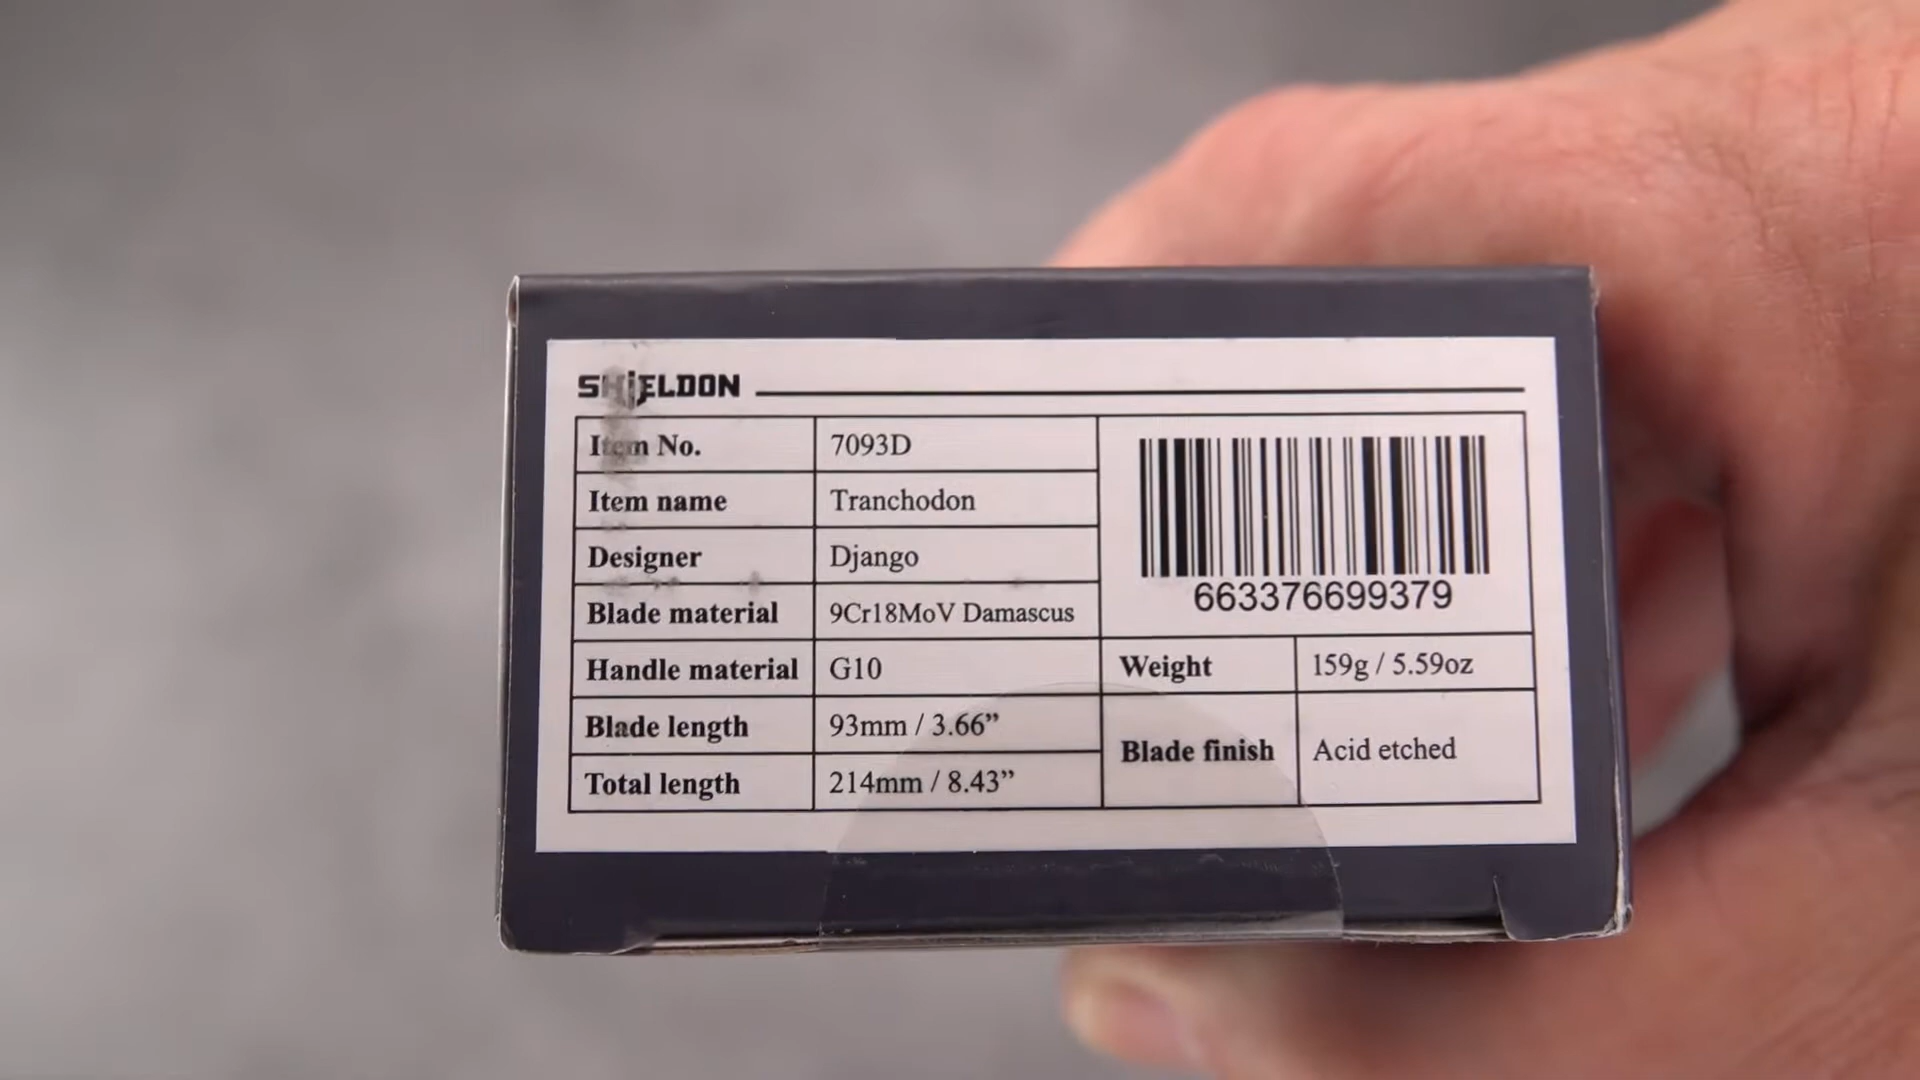 SHIELDON
Item No. 7093D
Item name Tranchodon
Designer Django
Blade material 9Cr18MoV Damascus
Handle material G10
Blade length 93mm / 3.66”
Total length 214mm / 8.43”
663376699379
Weight 159g / 5.59oz
Blade finish Acid etched